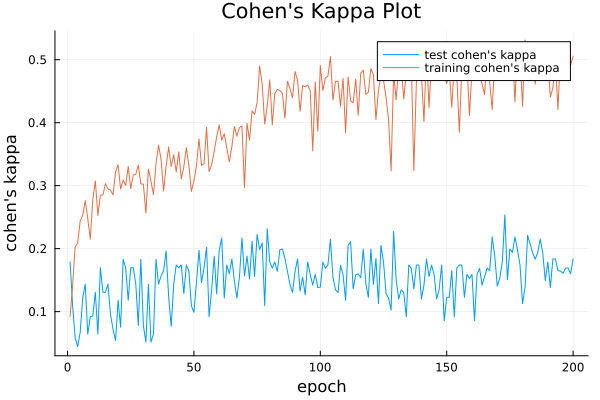 Cohen's Kappa Plot
test cohen's kappa
training cohen's kappa
cohen's kappa
0.5
0.4
0.3
0.2
0.1
0 50 100 150 200
epoch